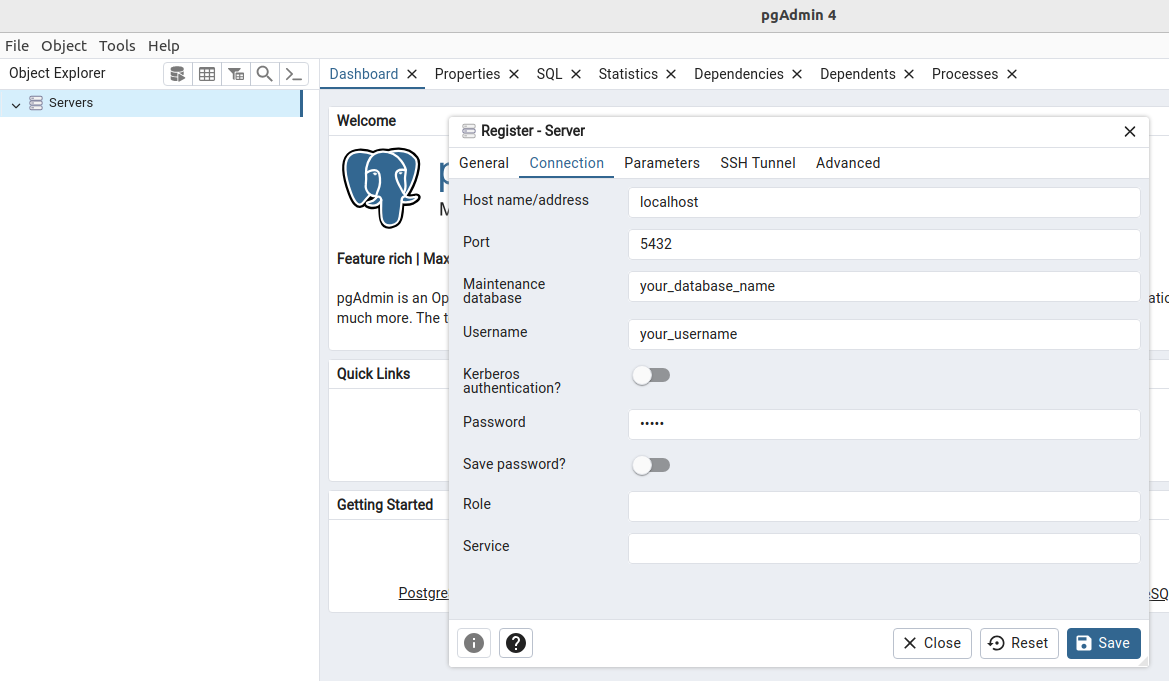 pgAdmin 4
File Object Tools Help
Object Explorer
Dashboard Properties SQL Statistics Dependencies Dependents Processes
Servers
Welcome
Feature rich | Max
pgAdmin is an Op
much more. The t
Quick Links
Getting Started
Postgre
Register - Server
General Connection Parameters SSH Tunnel Advanced
Host name/address localhost
Port 5432
Maintenance
database your_database_name
Username your_username
Kerberos
authentication?
Password •••••
Save password?
Role
Service
Close Reset Save